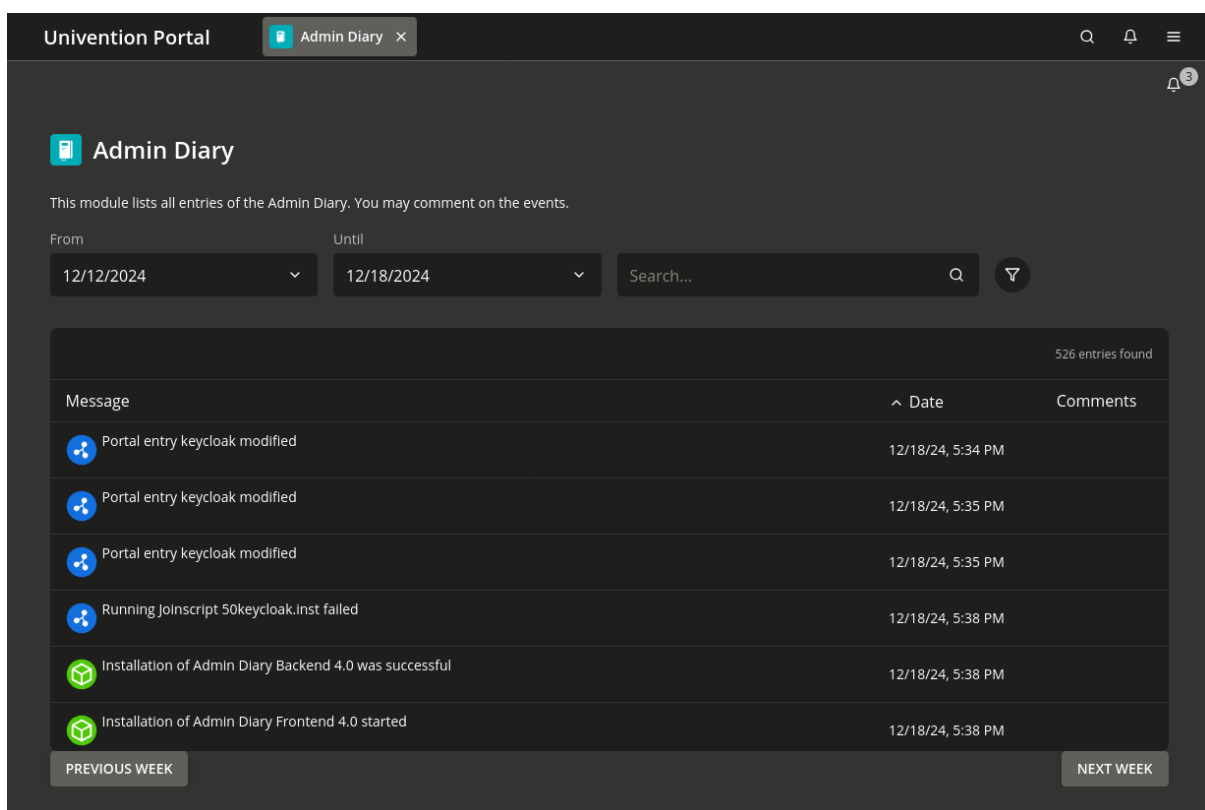 Univention Portal
Admin Diary
3
Admin Diary
This module lists all entries of the Admin Diary. You may comment on the events.
From Until
12/12/2024 12/18/2024 Search...
526 entries found
Message Date Comments
Portal entry keycloak modified 12/18/24, 5:34 PM
Portal entry keycloak modified 12/18/24, 5:35 PM
Portal entry keycloak modified 12/18/24, 5:35 PM
Running Joinscript 50keycloak.inst failed 12/18/24, 5:38 PM
Installation of Admin Diary Backend 4.0 was successful 12/18/24, 5:38 PM
Installation of Admin Diary Frontend 4.0 started 12/18/24, 5:38 PM
PREVIOUS WEEK NEXT WEEK